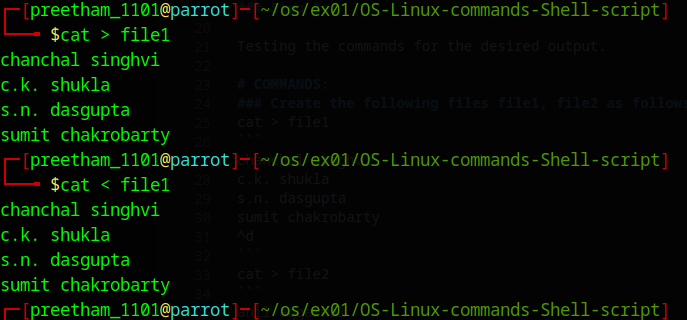 ┌─[preetham_1101@parrot]─[~/os/ex01/OS-Linux-commands-Shell-script]
└──╼ $cat > file1
chanchal singhvi
c.k. shukla
s.n. dasgupta
sumit chakrobarty
┌─[preetham_1101@parrot]─[~/os/ex01/OS-Linux-commands-Shell-script]
└──╼ $cat < file1
chanchal singhvi
c.k. shukla
s.n. dasgupta
sumit chakrobarty
┌─[preetham_1101@parrot]─[~/os/ex01/OS-Linux-commands-Shell-script]
21 Testing the commands for the desired output.
22
23 # COMMANDS:
24 ### Create the following files file1, file2 as follows
25 cat > file1
c.k. shukla
29 s.n. dasgupta
30 sumit chakrobarty
31 ^d
32 ```
33 cat > file2